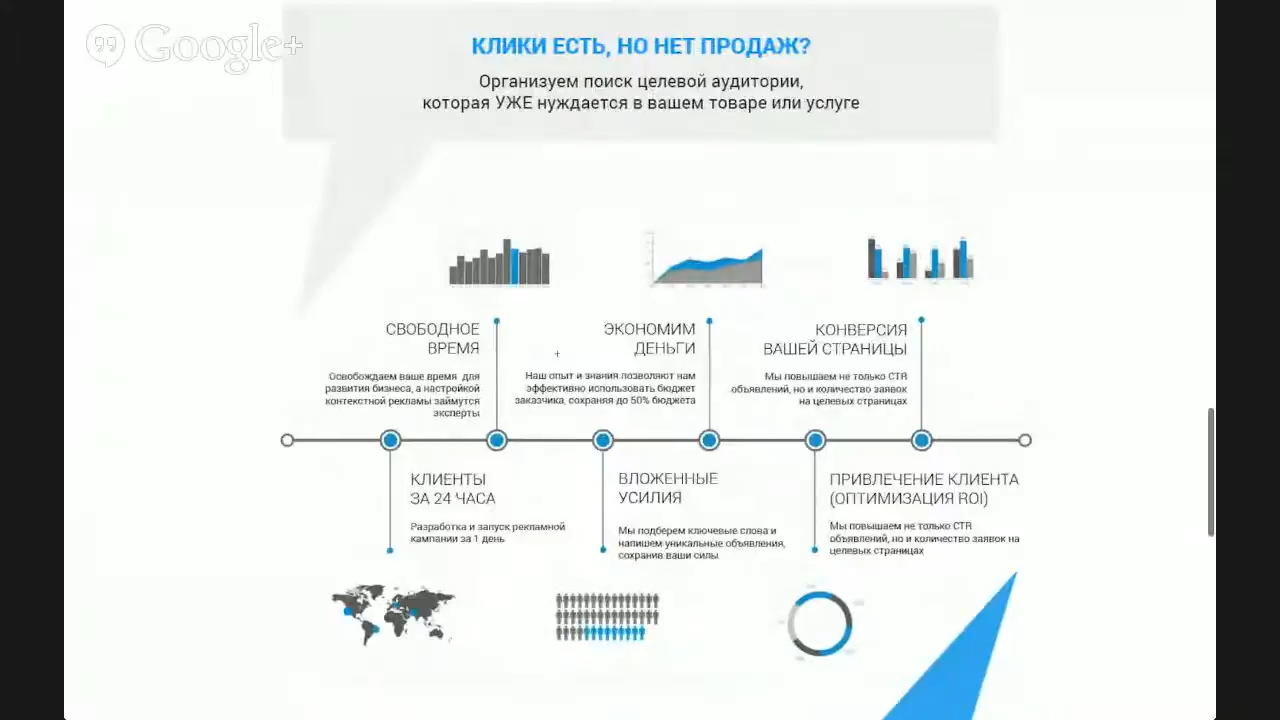 Google+
КЛИКИ ЕСТЬ, НО НЕТ ПРОДАЖ?
Организуем поиск целевой аудитории,
которая УЖЕ нуждается в вашем товаре или услуге
СВОБОДНОЕ
ВРЕМЯ
Освобождаем ваше время для
развития бизнеса, а настройкой
контекстной рекламы займутся
эксперты
ЭКОНОМИМ
ДЕНЬГИ
Наш опыт и знания позволяют нам
эффективно использовать бюджет
заказчика, сохраняя до 50% бюджета
КОНВЕРСИЯ
ВАШЕЙ СТРАНИЦЫ
Мы повышаем не только CTR
объявлений, но и количество заявок
на целевых страницах
КЛИЕНТЫ
ЗА 24 ЧАСА
Разработка и запуск рекламной
кампании за 1 день
ВЛОЖЕННЫЕ
УСИЛИЯ
Мы подберем ключевые слова и
напишем уникальные объявления,
сохранив ваши силы
ПРИВЛЕЧЕНИЕ КЛИЕНТА
(ОПТИМИЗАЦИЯ ROI)
Мы повышаем не только CTR
объявлений, но и количество заявок на
целевых страницах